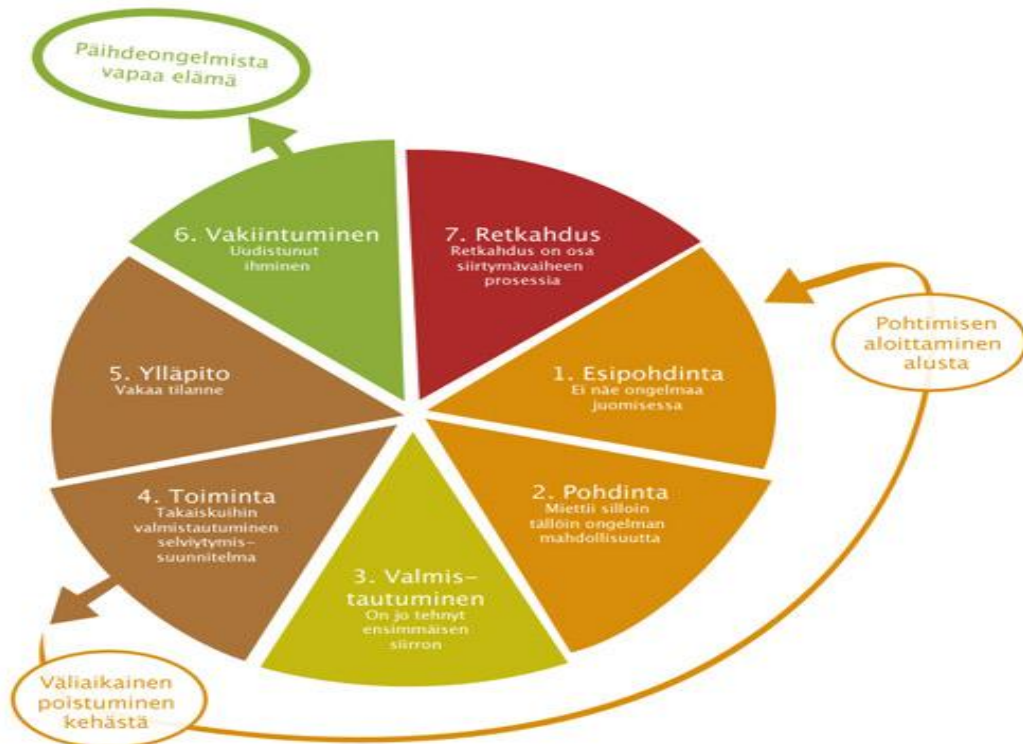 Päihdeongelmista
vapaa elämä
6. Vakiintuminen
Uudistunut
ihminen
7. Retkahdus
Retkahdus on osa
siirtymävaiheen
prosessia
1. Esipohdinta
Ei näe ongelmaa
juomisessa
Pohtimisen
aloittaminen
alusta
2. Pohdinta
Miettii silloin
tällöin ongelman
mahdollisuutta
3. Valmis-
tautuminen
On jo tehnyt
ensimmäisen
siirron
4. Toiminta
Takaiskuihin
valmistautuminen
selviytymis-
suunnitelma
5. Ylläpito
Vakaa tilanne
Väliaikainen
poistuminen
kehästä